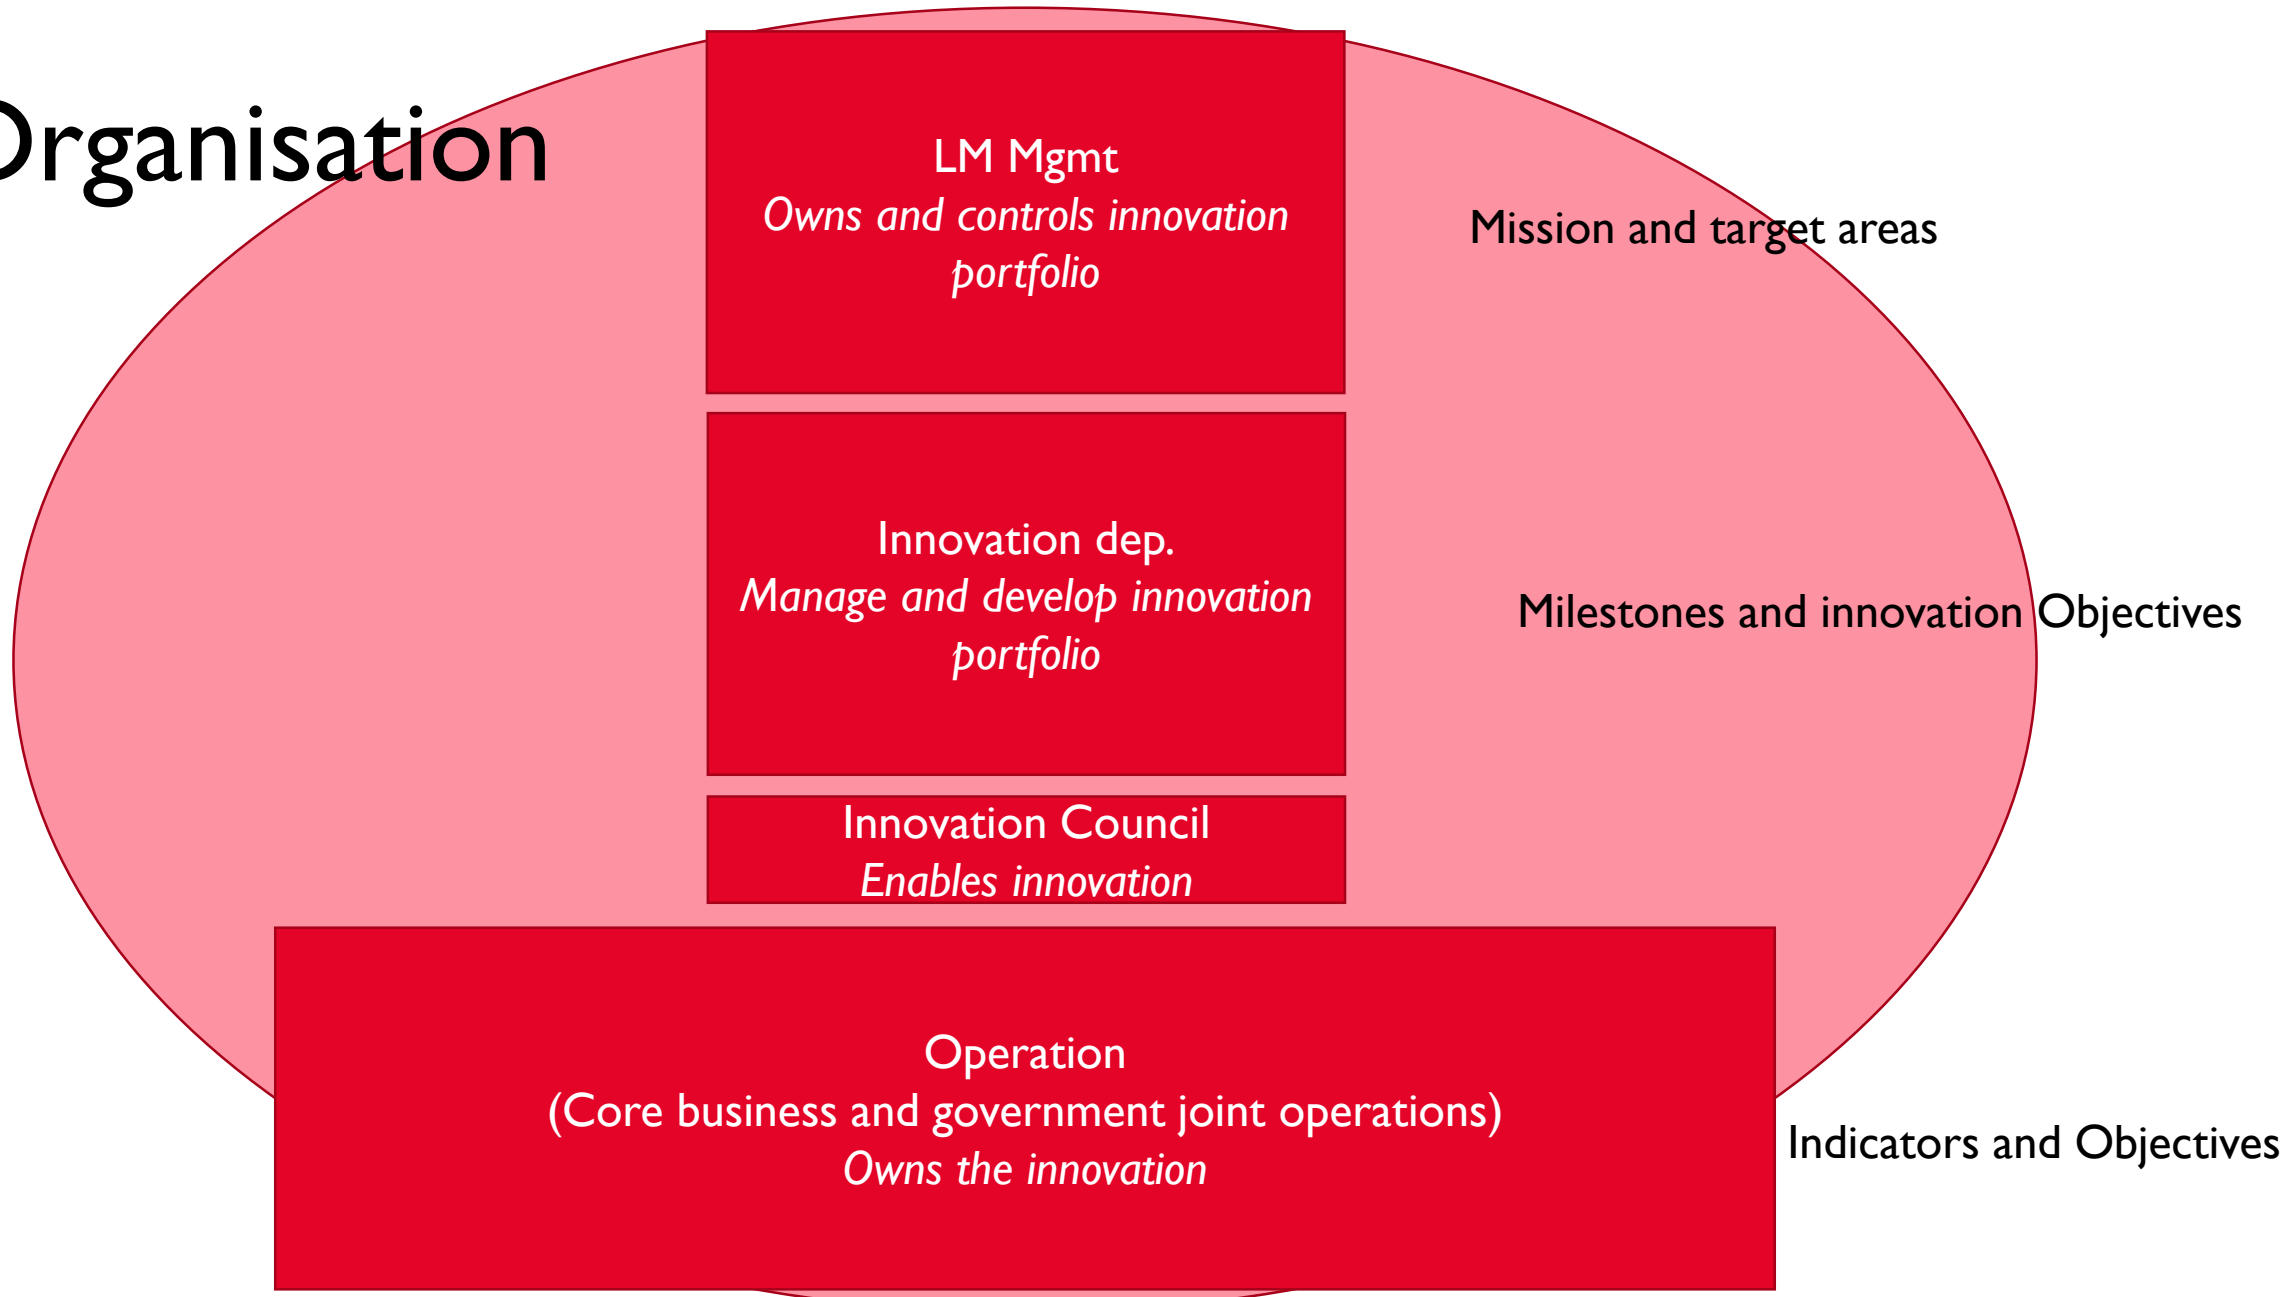 Organisation
LM Mgmt
Owns and controls innovation
portfolio
Mission and target areas
Innovation dep.
Manage and develop innovation
portfolio
Milestones and innovation Objectives
Innovation Council
Enables innovation
Operation
(Core business and government joint operations)
Owns the innovation
Indicators and Objectives